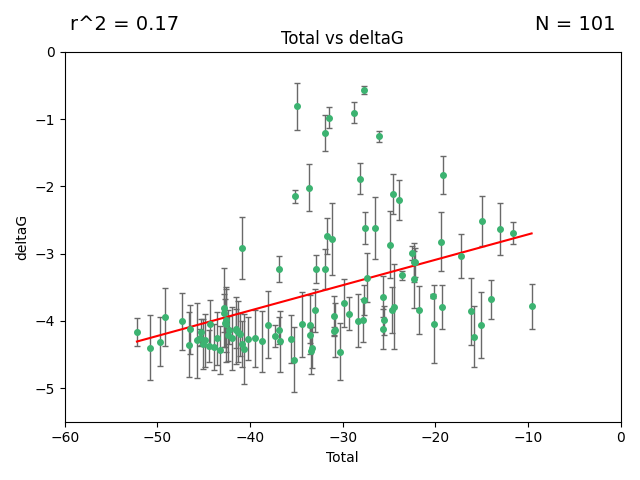 r^2 = 0.17
N = 101
Total vs deltaG
0
−1
−2
−3
−4
−5
deltaG
−60
−50
−40
−30
−20
−10
0
Total